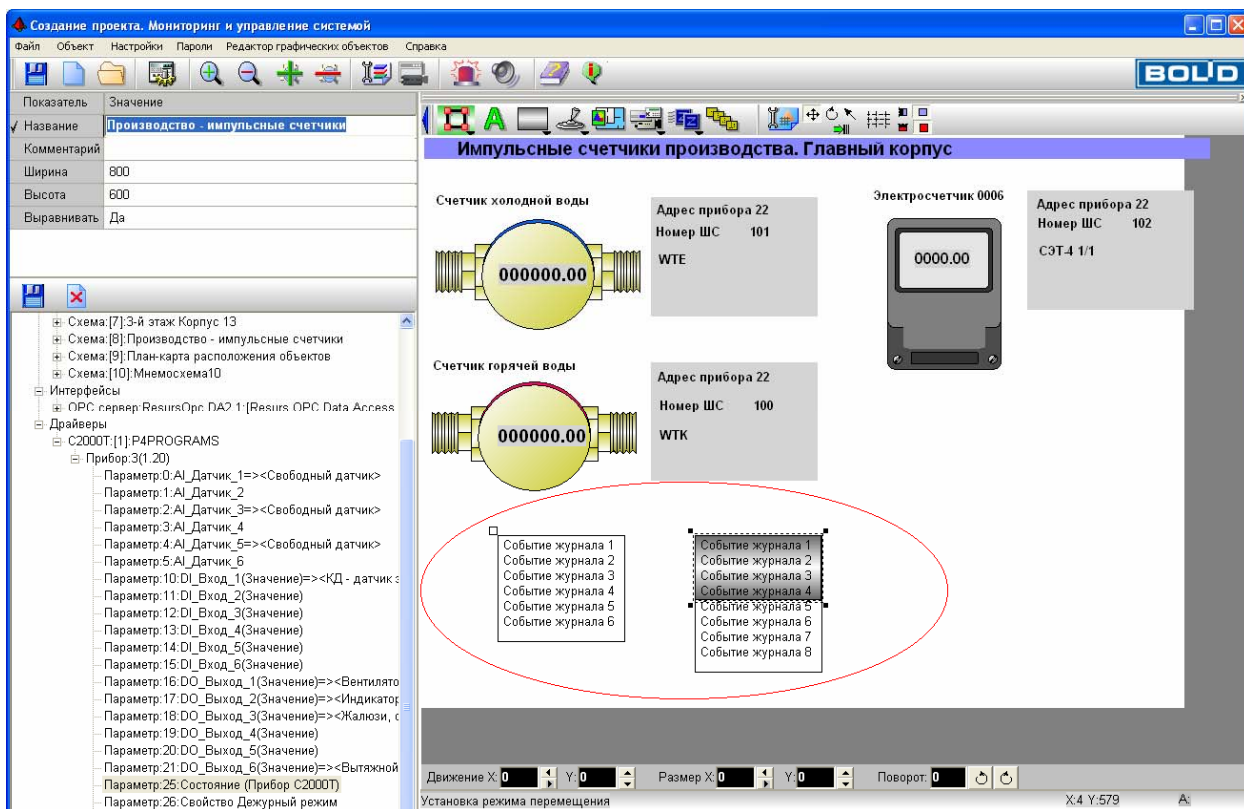 Создание проекта. Мониторинг и управление системой
Файл Объект Настройки Пароли Редактор графических объектов Справка
BOLID
Показатель Значение
Название Производство - импульсные счетчики
Комментарий
Ширина 800
Высота 600
Выравнивать Да
Схема:[7]:3-й этаж Корпус 13
Схема:[8]:Производство - импульсные счетчики
Схема:[9]:План-карта расположения объектов
Схема:[10]:Мнемосхема10
Интерфейсы
OPC сервер:ResursOpc.DA2.1:[Resurs OPC Data Access
Драйверы
C2000T:[1]:P4PROGRAMS
Прибор:3(1.20)
Параметр:0:AI_Датчик_1=><Свободный датчик>
Параметр:1:AI_Датчик_2
Параметр:2:AI_Датчик_3=><Свободный датчик>
Параметр:3:AI_Датчик_4
Параметр:4:AI_Датчик_5=><Свободный датчик>
Параметр:5:AI_Датчик_6
Параметр:10:DI_Вход_1(Значение)=><КД - датчик
Параметр:11:DI_Вход_2(Значение)
Параметр:12:DI_Вход_3(Значение)
Параметр:13:DI_Вход_4(Значение)
Параметр:14:DI_Вход_5(Значение)
Параметр:15:DI_Вход_6(Значение)
Параметр:16:DO_Выход_1(Значение)=><Вентилято
Параметр:17:DO_Выход_2(Значение)=><Индикатор
Параметр:18:DO_Выход_3(Значение)=><Жалюзи,
Параметр:19:DO_Выход_4(Значение)
Параметр:20:DO_Выход_5(Значение)
Параметр:21:DO_Выход_6(Значение)=><Вытяжной
Параметр:25:Состояние (Прибор С2000Т)
Параметр:26:Свойство Дежурный режим
Импульсные счетчики производства. Главный корпус
Счетчик холодной воды
000000.00
Адрес прибора 22
Номер ШС 101
WTE
Электросчетчик 0006
0000.00
Адрес прибора 22
Номер ШС 102
СЭТ-4 1/1
Счетчик горячей воды
000000.00
Адрес прибора 22
Номер ШС 100
WTK
Событие журнала 1
Событие журнала 2
Событие журнала 3
Событие журнала 4
Событие журнала 5
Событие журнала 6
Событие журнала 1
Событие журнала 2
Событие журнала 3
Событие журнала 4
Событие журнала 5
Событие журнала 6
Событие журнала 7
Событие журнала 8
Движение X: 0 Y: 0 Размер X: 0 Y: 0 Поворот: 0
Установка режима перемещения X:4 Y:579 A: